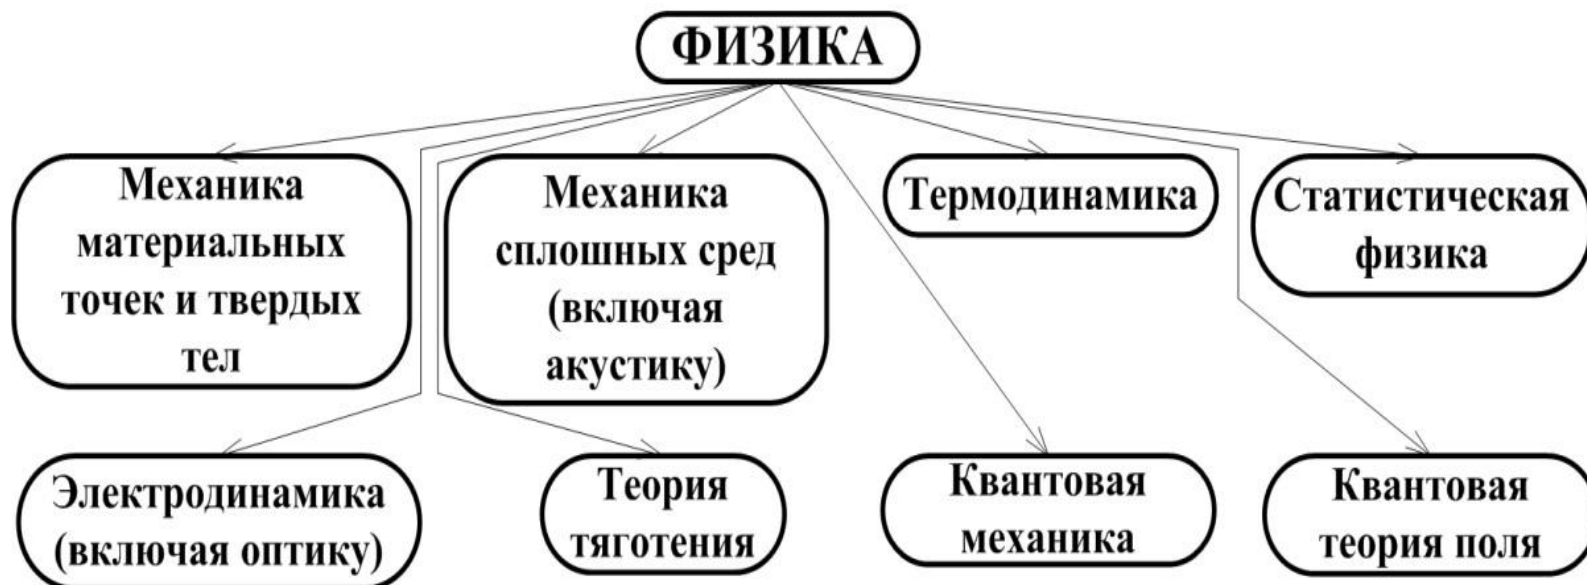 ФИЗИКА
Механика
материальных
точек и твердых
тел
Механика
сплошных сред
(включая
акустику)
Термодинамика
Статистическая
физика
Электродинамика
(включая оптику)
Теория
тяготения
Квантовая
механика
Квантовая
теория поля